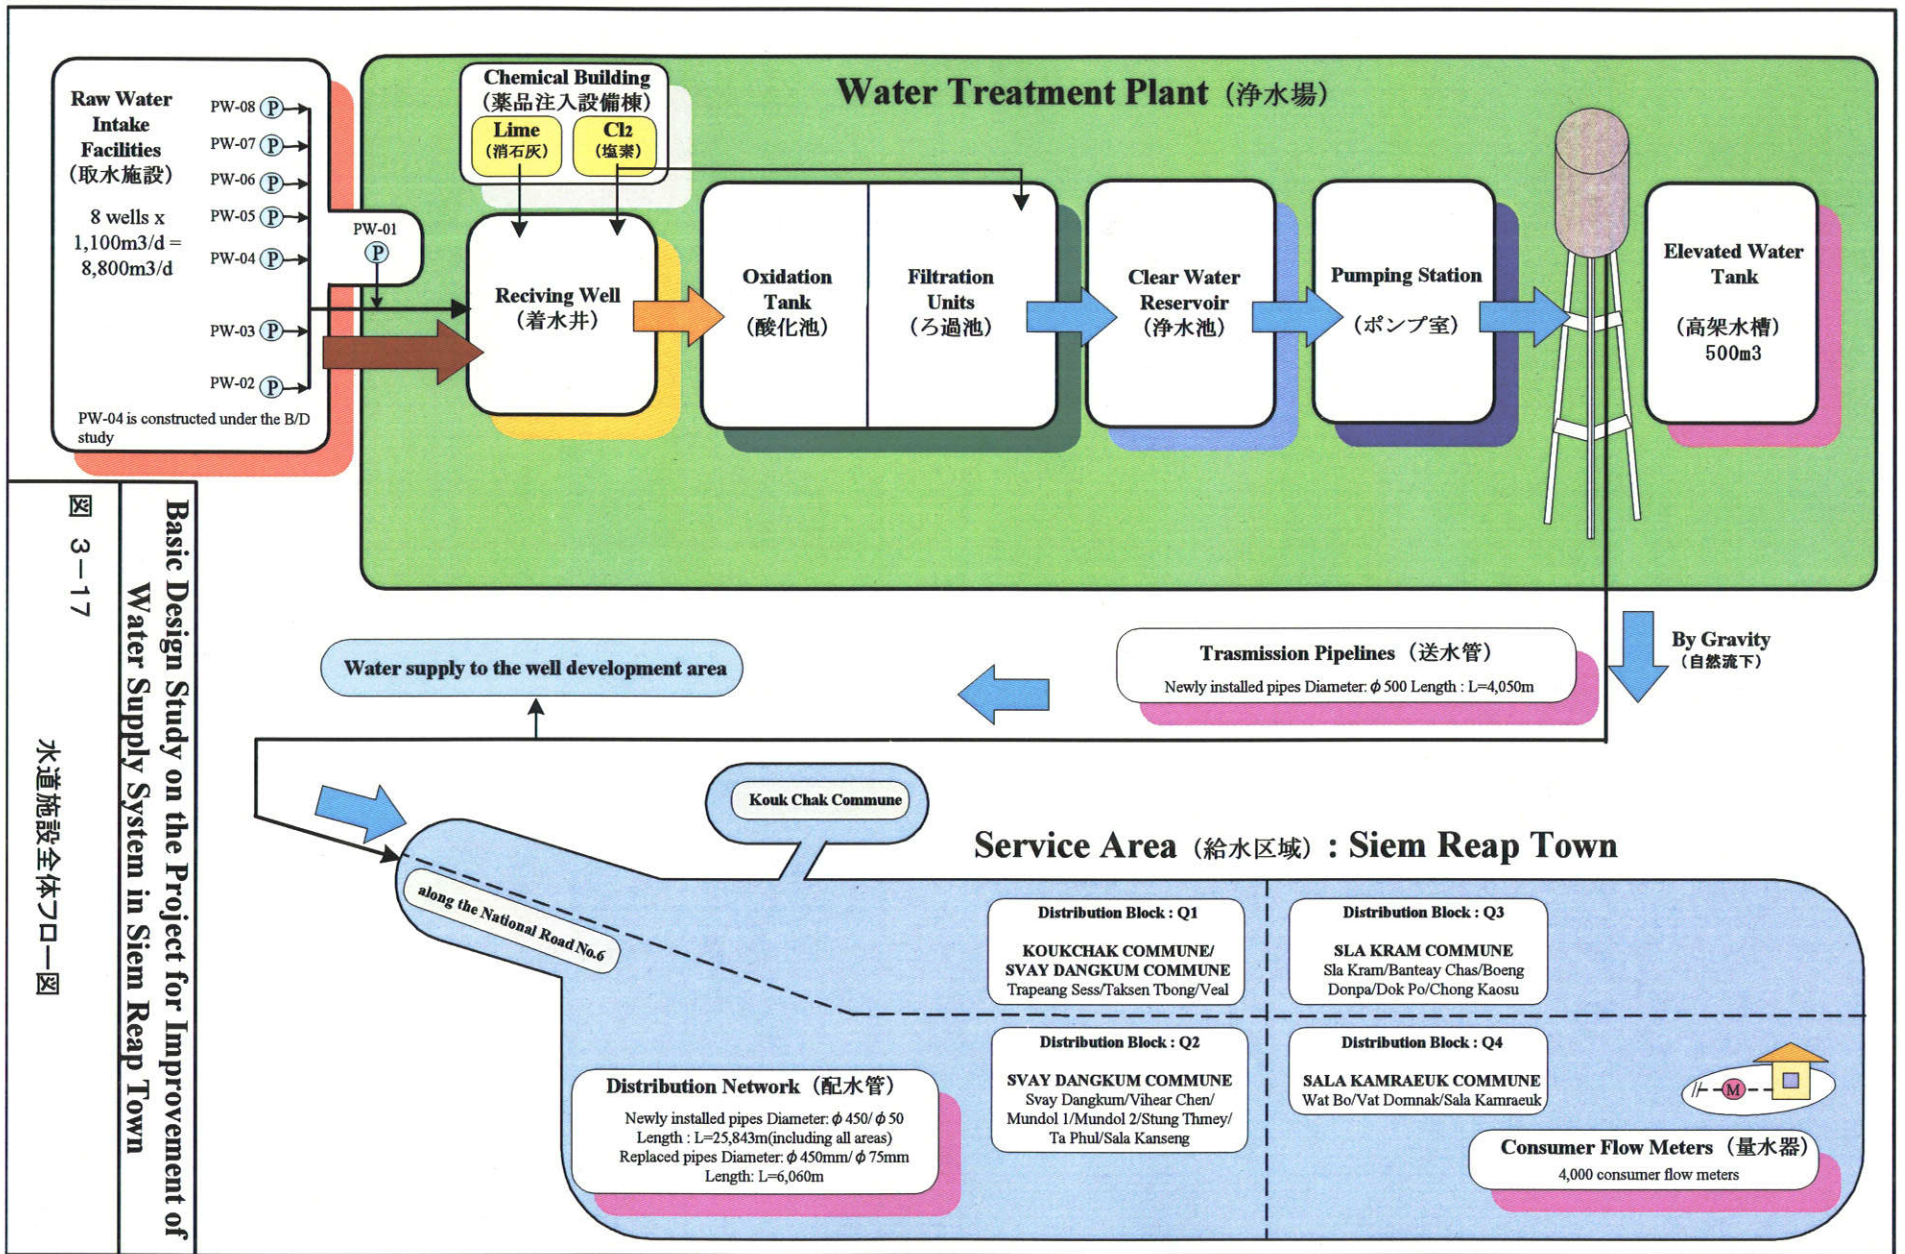 Raw Water
Intake
Facilities
(取水施設)
8 wells x
1,100m3/d =
8,800m3/d
PW-08 P
PW-07 P
PW-06 P
PW-05 P
PW-04 P
PW-03 P
PW-02 P
PW-01
P
PW-04 is constructed under the B/D
study
Water Treatment Plant (浄水場)
Chemical Building
(薬品注入設備棟)
Lime
(消石灰)
Cl2
(塩素)
Reciving Well
(着水井)
Oxidation
Tank
(酸化池)
Filtration
Units
(ろ過池)
Clear Water
Reservoir
(浄水池)
Pumping Station
(ポンプ室)
Elevated Water
Tank
(高架水槽)
500m3
By Gravity
(自然流下)
Trasmission Pipelines (送水管)
Newly installed pipes Diameter: φ 500 Length : L=4,050m
Water supply to the well development area
Kouk Chak Commune
Service Area (給水区域) : Siem Reap Town
along the National Road No.6
Distribution Block : Q1
KOUKCHAK COMMUNE/
SVAY DANGKUM COMMUNE
Trapeang Sess/Taksen Tbong/Veal
Distribution Block : Q3
SLA KRAM COMMUNE
Sla Kram/Banteay Chas/Boeng
Donpa/Dok Po/Chong Kaosu
Distribution Block : Q2
SVAY DANGKUM COMMUNE
Svay Dangkum/Vihear Chen/
Mundol 1/Mundol 2/Stung Thmey/
Ta Phul/Sala Kanseng
Distribution Block : Q4
SALA KAMRAEUK COMMUNE
Wat Bo/Vat Domnak/Sala Kamraeuk
M
Distribution Network (配水管)
Newly installed pipes Diameter: φ 450/ φ 50
Length : L=25,843m(including all areas)
Replaced pipes Diameter: φ 450mm/ φ 75mm
Length: L=6,060m
Consumer Flow Meters (量水器)
4,000 consumer flow meters
Basic Design Study on the Project for Improvement of
Water Supply System in Siem Reap Town
図 3-17
水道施設全体フロー図